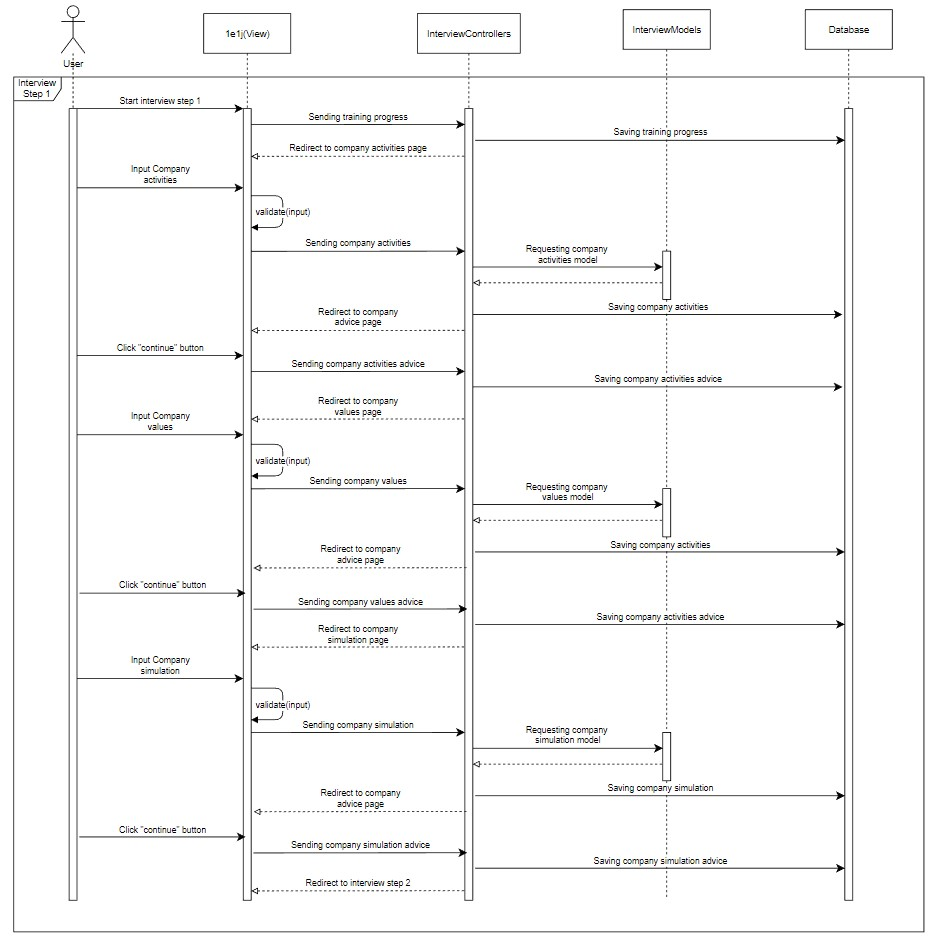 User
1e1j(View)
InterviewControllers
InterviewModels
Database
Interview
Step 1
Start interview step 1
Sending training progress
Saving training progress
Redirect to company activities page
Input Company
activities
validate(input)
Sending company activities
Requesting company
activities model
Saving company activities
Redirect to company
advice page
Click "continue" button
Sending company activities advice
Saving company activities advice
Redirect to company
values page
Input Company
values
validate(input)
Sending company values
Requesting company
values model
Saving company activities
Redirect to company
advice page
Click "continue" button
Sending company values advice
Saving company activities advice
Redirect to company
simulation page
Input Company
simulation
validate(input)
Sending company simulation
Requesting company
simulation model
Saving company simulation
Redirect to company
advice page
Click "continue" button
Sending company simulation advice
Saving company simulation advice
Redirect to interview step 2